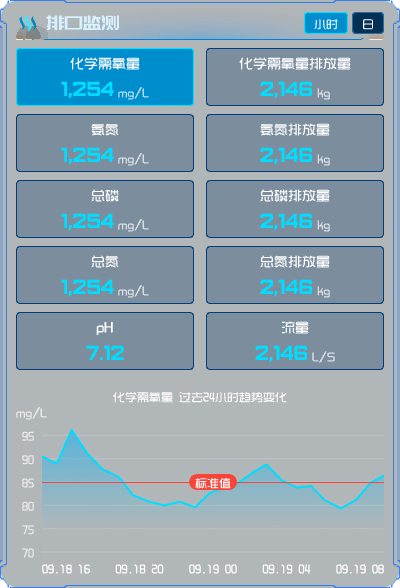 排口监测
小时 日
化学需氧量 化学需氧量排放量
1,254 mg/L 2,146 kg
氨氮 氨氮排放量
1,254 mg/L 2,146 kg
总磷 总磷排放量
1,254 mg/L 2,146 kg
总氮 总氮排放量
1,254 mg/L 2,146 kg
pH 流量
7.12 2,146 L/S
化学需氧量 过去24小时趋势变化
mg/L
95
90
85 标准值
80
75
70
09.18 16 09.18 20 09.19 00 09.19 04 09.19 08